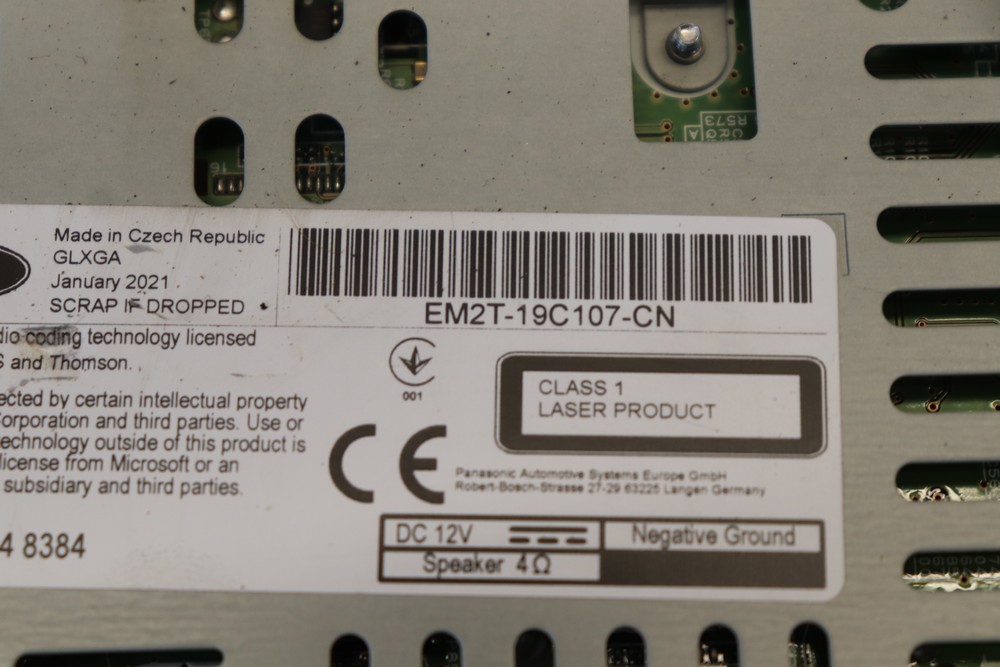 R573
Made in Czech Republic
GLXGA
January 2021
SCRAP IF DROPPED
EM2T-19C107-CN
dio coding technology licensed
S and Thomson.
001
CLASS 1
LASER PRODUCT
ected by certain intellectual property
Corporation and third parties. Use or
echnology outside of this product is
license from Microsoft or an
subsidiary and third parties.
CE
Panasonic Automotive Systems Europe GmbH
Robert-Bosch-Strasse 27-29 63225 Langen Germany
4 8384
DC 12V
Negative Ground
Speaker 4Ω